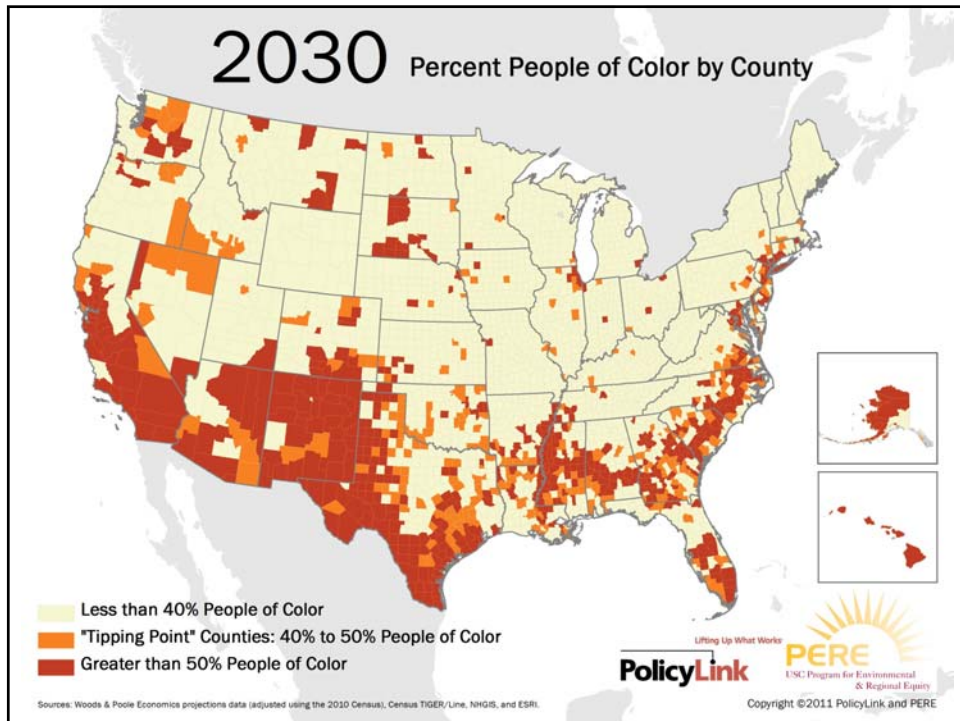 2030 Percent People of Color by County
Less than 40% People of Color
"Tipping Point" Counties: 40% to 50% People of Color
Greater than 50% People of Color
Lifting Up What Works
PolicyLink
PERE
USC Program for Environmental
& Regional Equity
Sources: Woods & Poole Economics projections data (adjusted using the 2010 Census), Census TIGER/Line, NHGIS, and ESRI.
Copyright ©2011 PolicyLink and PERE